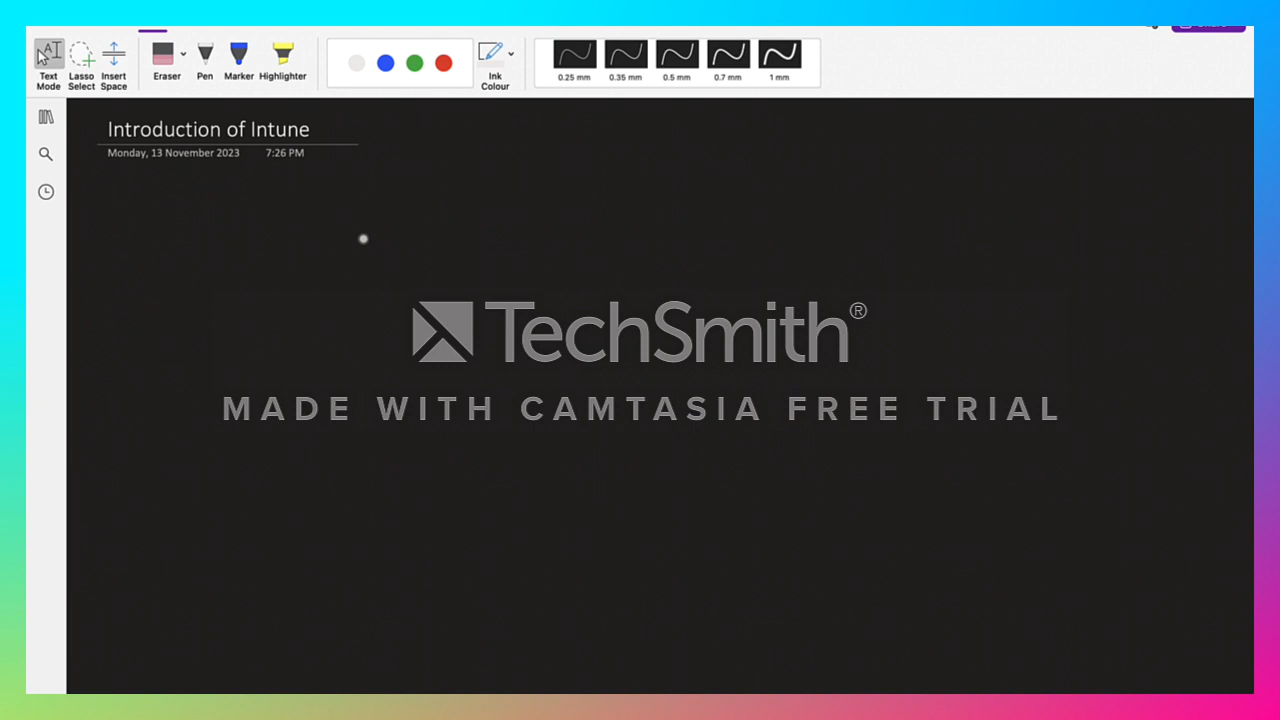 Text Mode
Lasso Select
Insert Space
Eraser
Pen
Marker
Highlighter
Ink Colour
0.25 mm
0.35 mm
0.5 mm
0.7 mm
1 mm
Introduction of Intune
Monday, 13 November 2023 7:26 PM
TechSmith®
MADE WITH CAMTASIA FREE TRIAL